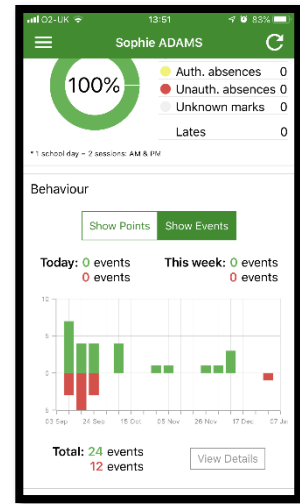 O2-UK 13:51 83%
Sophie ADAMS
100%
Auth. absences 0
Unauth. absences 0
Unknown marks 0
Lates 0
* 1 school day = 2 sessions: AM & PM
Behaviour
Show Points Show Events
Today: 0 events This week: 0 events
0 events 0 events
10
5
0
5
03 Sep 24 Sep 15 Oct 05 Nov 26 Nov 17 Dec 07 Ja
Total: 24 events
12 events
View Details